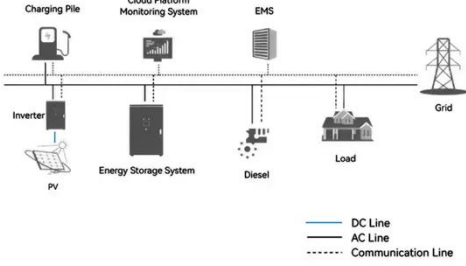 Charging Pile
Cloud Platform
Monitoring System
EMS
Grid
Inverter
PV
Energy Storage System
Diesel
Load
DC Line
AC Line
Communication Line